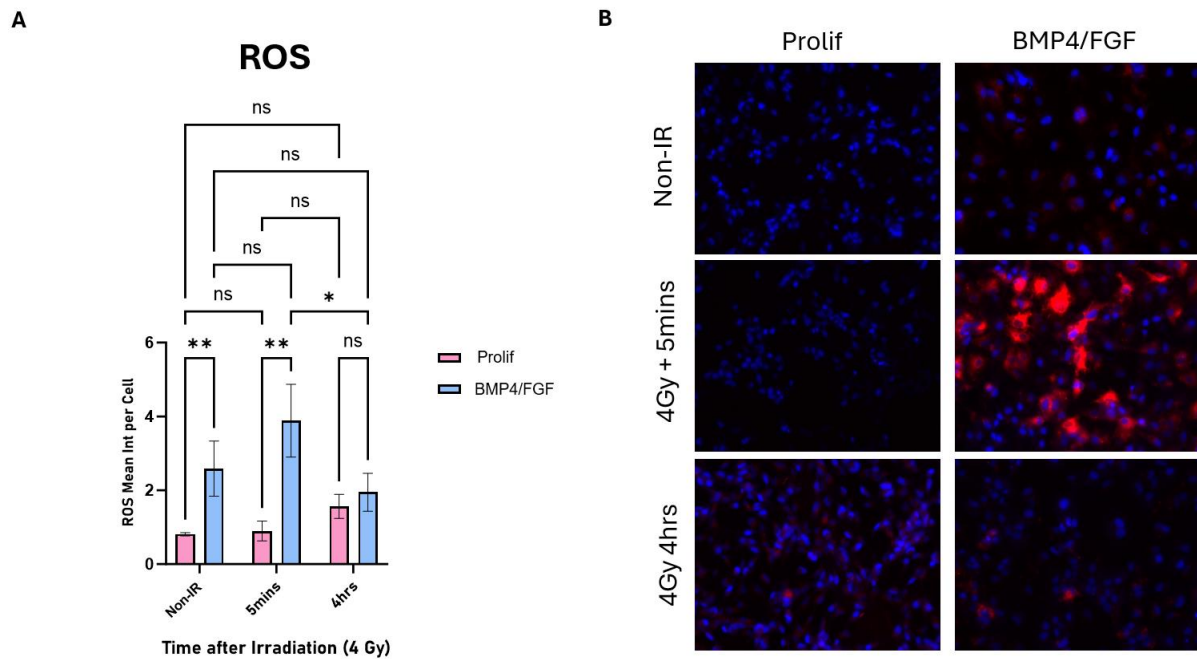 A
ROS
ns
ns
ns
ns
*
ns
**
**
ns
6
4
2
0
ROS Mean Int per Cell
Non-IR
5mins
4hrs
Time after Irradiation (4 Gy)
Prolif
BMP4/FGF
B
Prolif
BMP4/FGF
Non-IR
4Gy + 5mins
4Gy 4hrs